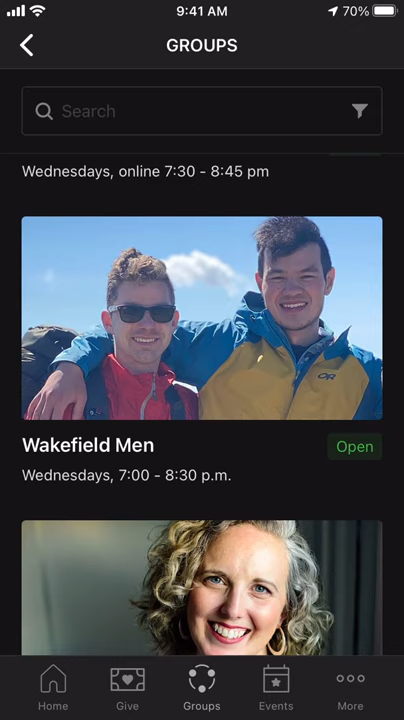 9:41 AM
70%
GROUPS
Search
Wednesdays, online 7:30 - 8:45 pm
OR
Wakefield Men
Open
Wednesdays, 7:00 - 8:30 p.m.
Home
Give
Groups
Events
More